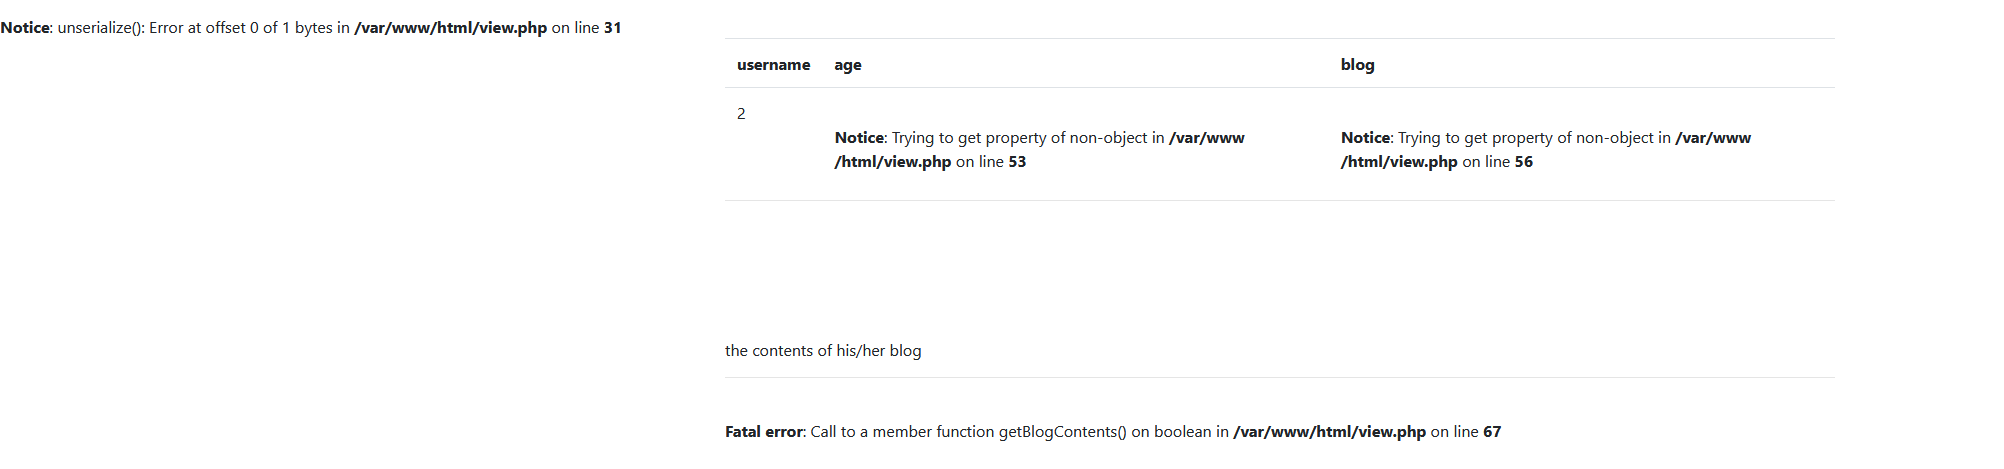 Notice: unserialize(): Error at offset 0 of 1 bytes in /var/www/html/view.php on line 31
username age blog
2
Notice: Trying to get property of non-object in /var/www
/html/view.php on line 53
Notice: Trying to get property of non-object in /var/www
/html/view.php on line 56
the contents of his/her blog
Fatal error: Call to a member function getBlogContents() on boolean in /var/www/html/view.php on line 67